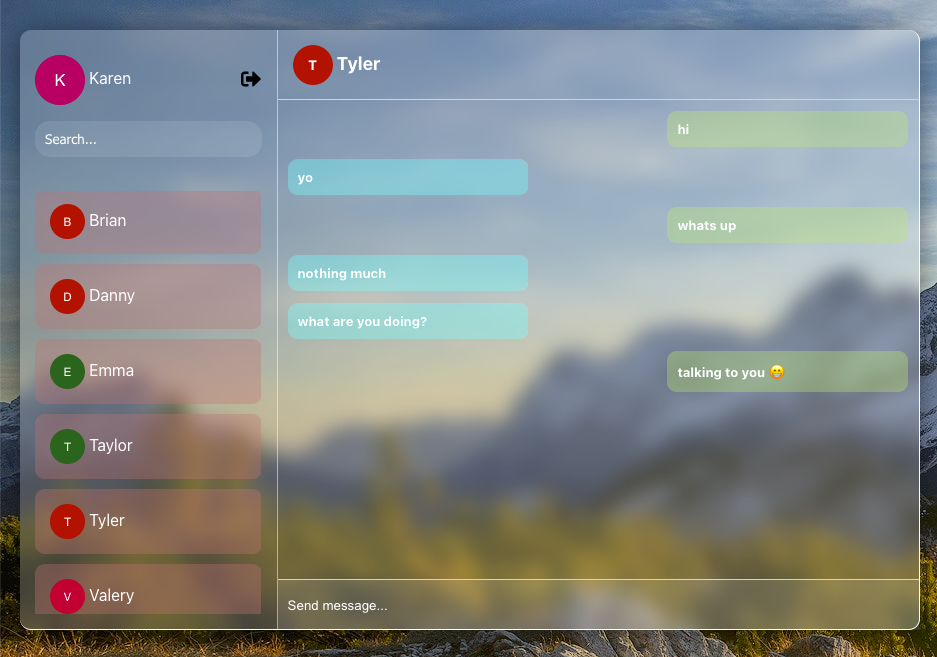 K Karen
Search...
B Brian
D Danny
E Emma
T Taylor
T Tyler
V Valery
T Tyler
hi
yo
whats up
nothing much
what are you doing?
talking to you 😁
Send message...